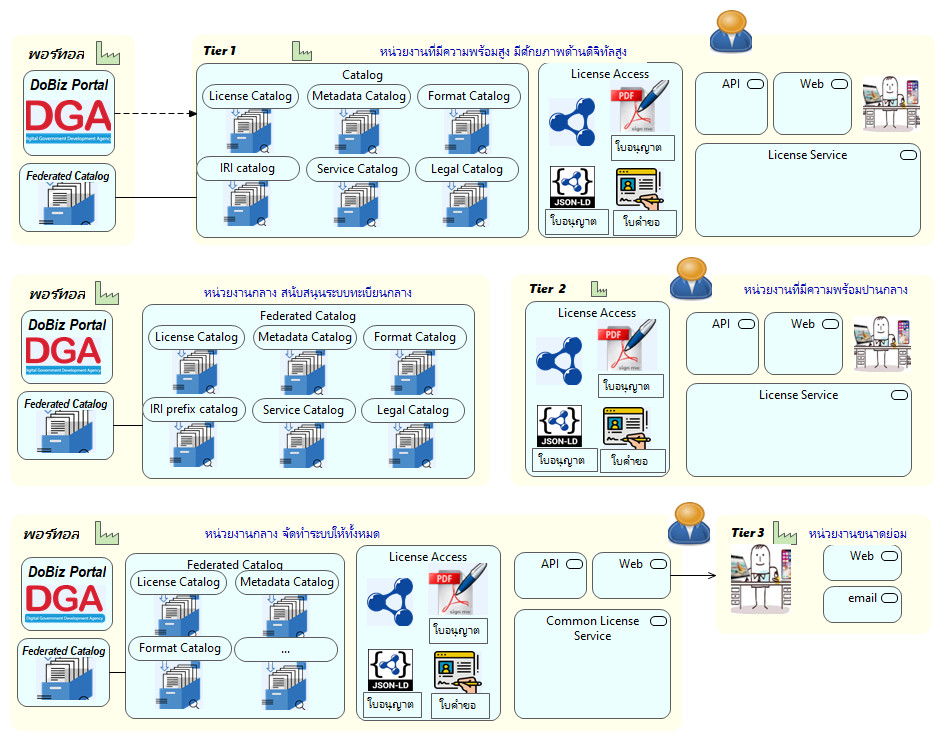 พอร์ทอล
DoBiz Portal
DGA
Digital Government Development Agency
Federated Catalog
Tier 1
หน่วยงานที่มีความพร้อมสูง มีศักยภาพด้านดิจิทัลสูง
Catalog
License Catalog
Metadata Catalog
Format Catalog
IRI catalog
Service Catalog
Legal Catalog
License Access
PDF
sign me
ใบอนุญาต
JSON-LD
ใบอนุญาต
ใบคำขอ
API
Web
License Service
พอร์ทอล
DoBiz Portal
DGA
Digital Government Development Agency
Federated Catalog
หน่วยงานกลาง สนับสนุนระบบทะเบียนกลาง
Federated Catalog
License Catalog
Metadata Catalog
Format Catalog
IRI prefix catalog
Service Catalog
Legal Catalog
Tier 2
หน่วยงานที่มีความพร้อมปานกลาง
License Access
PDF
sign me
ใบอนุญาต
JSON-LD
ใบอนุญาต
ใบคำขอ
API
Web
License Service
พอร์ทอล
DoBiz Portal
DGA
Digital Government Development Agency
Federated Catalog
หน่วยงานกลาง จัดทำระบบให้ทั้งหมด
Federated Catalog
License Catalog
Metadata Catalog
Format Catalog
...
License Access
PDF
sign me
ใบอนุญาต
JSON-LD
ใบอนุญาต
ใบคำขอ
API
Web
Common License
Service
Tier 3
หน่วยงานขนาดย่อม
Web
email